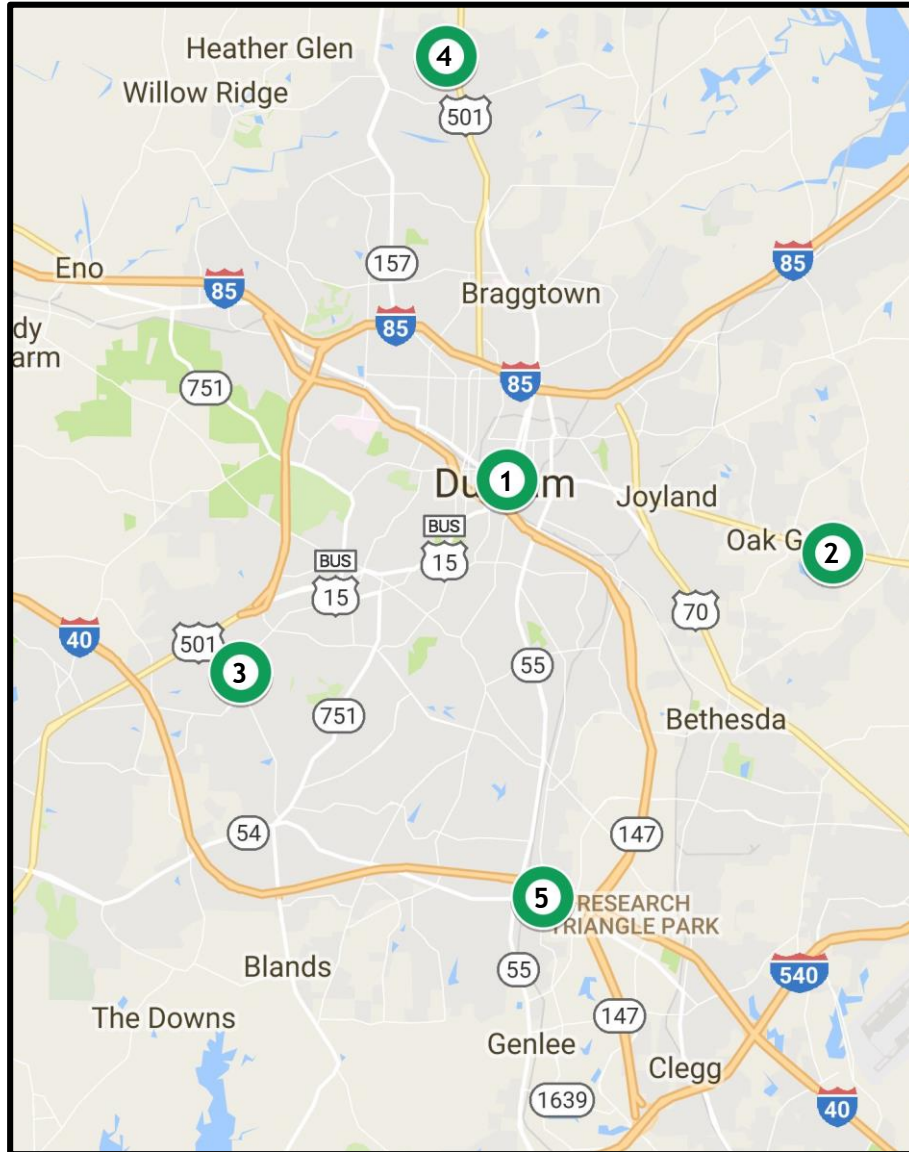 Heather Glen
4
Willow Ridge
501
Eno
85
157
85
Braggtown
85
dy
arm
85
751
1
Du m
Joyland
BUS
15
Oak G
2
BUS
15
70
40
501
3
55
751
Bethesda
54
147
5
RESEARCH
TRIANGLE PARK
Blands
55
540
The Downs
147
Genlee
Clegg
1639
40